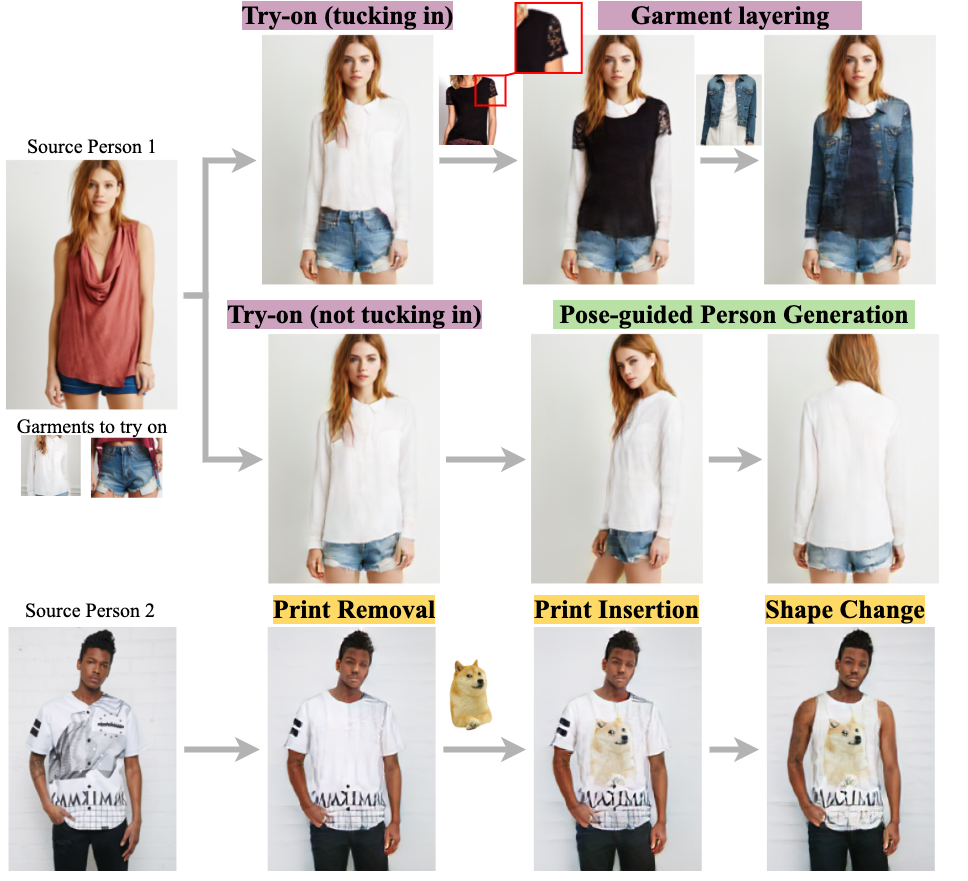 Try-on (tucking in)
Garment layering
Source Person 1
Try-on (not tucking in)
Pose-guided Person Generation
Garments to try on
Source Person 2
Print Removal
Print Insertion
Shape Change